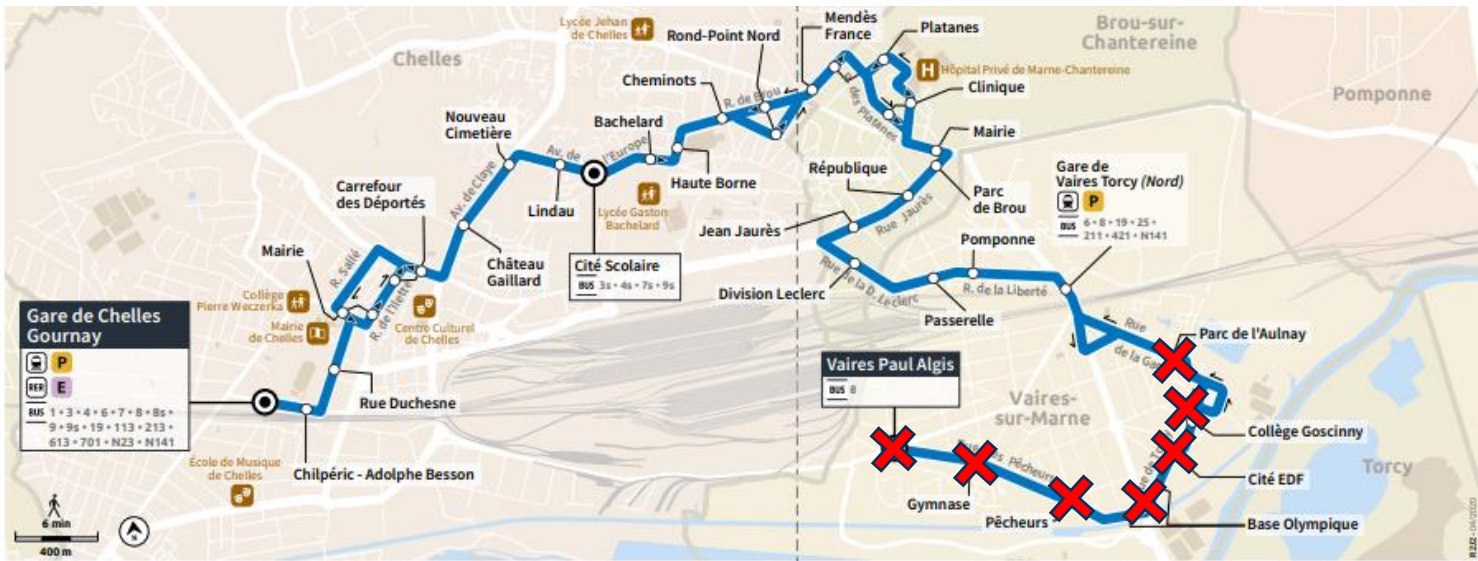 Chelles
Lycée Jehan
de Chelles
Rond-Point Nord
Mendès
France
Platanes
Brou-sur-
Chantereine
H
Hôpital Privé de Marne-Chantereine
Pomponne
Cheminots
R. de Brou
R. des Platanes
Clinique
Nouveau
Cimetière
Bachelard
Mairie
Av. de l'Europe
République
Gare de
Vaires Torcy (Nord)
P
BUS 6 • 8 • 19 • 25 •
211 • 421 • N141
Carrefour
des Déportés
Av. de Claye
Lindau
Haute Borne
Lycée Gaston
Bachelard
Parc
de Brou
Rue Jaurès
Jean Jaurès
Pomponne
Mairie
R. Sallé
Château
Gaillard
Cité Scolaire
BUS 3s • 4s • 7s • 9s
Division Leclerc
Rue de la D. Leclerc
R. de la Liberté
Passerelle
Collège
Pierre Weczerka
Mairie
de Chelles
Centre Culturel
de Chelles
Gare de Chelles
Gournay
P
RER E
BUS 1 • 3 • 4 • 6 • 7 • 8 • 8s •
9 • 9s • 19 • 113 • 213 •
613 • 701 • N23 • N141
Rue
de la Gare
Parc de l'Aulnay
Vaires Paul Algis
BUS 8
Rue Duchesne
Vaires-
sur-Marne
Collège Goscinny
Chilpéric - Adolphe Besson
École de Musique
de Chelles
Pêcheurs
Cité EDF
Torcy
Gymnase
Pêcheurs
Base Olympique
6 min
400 m
N